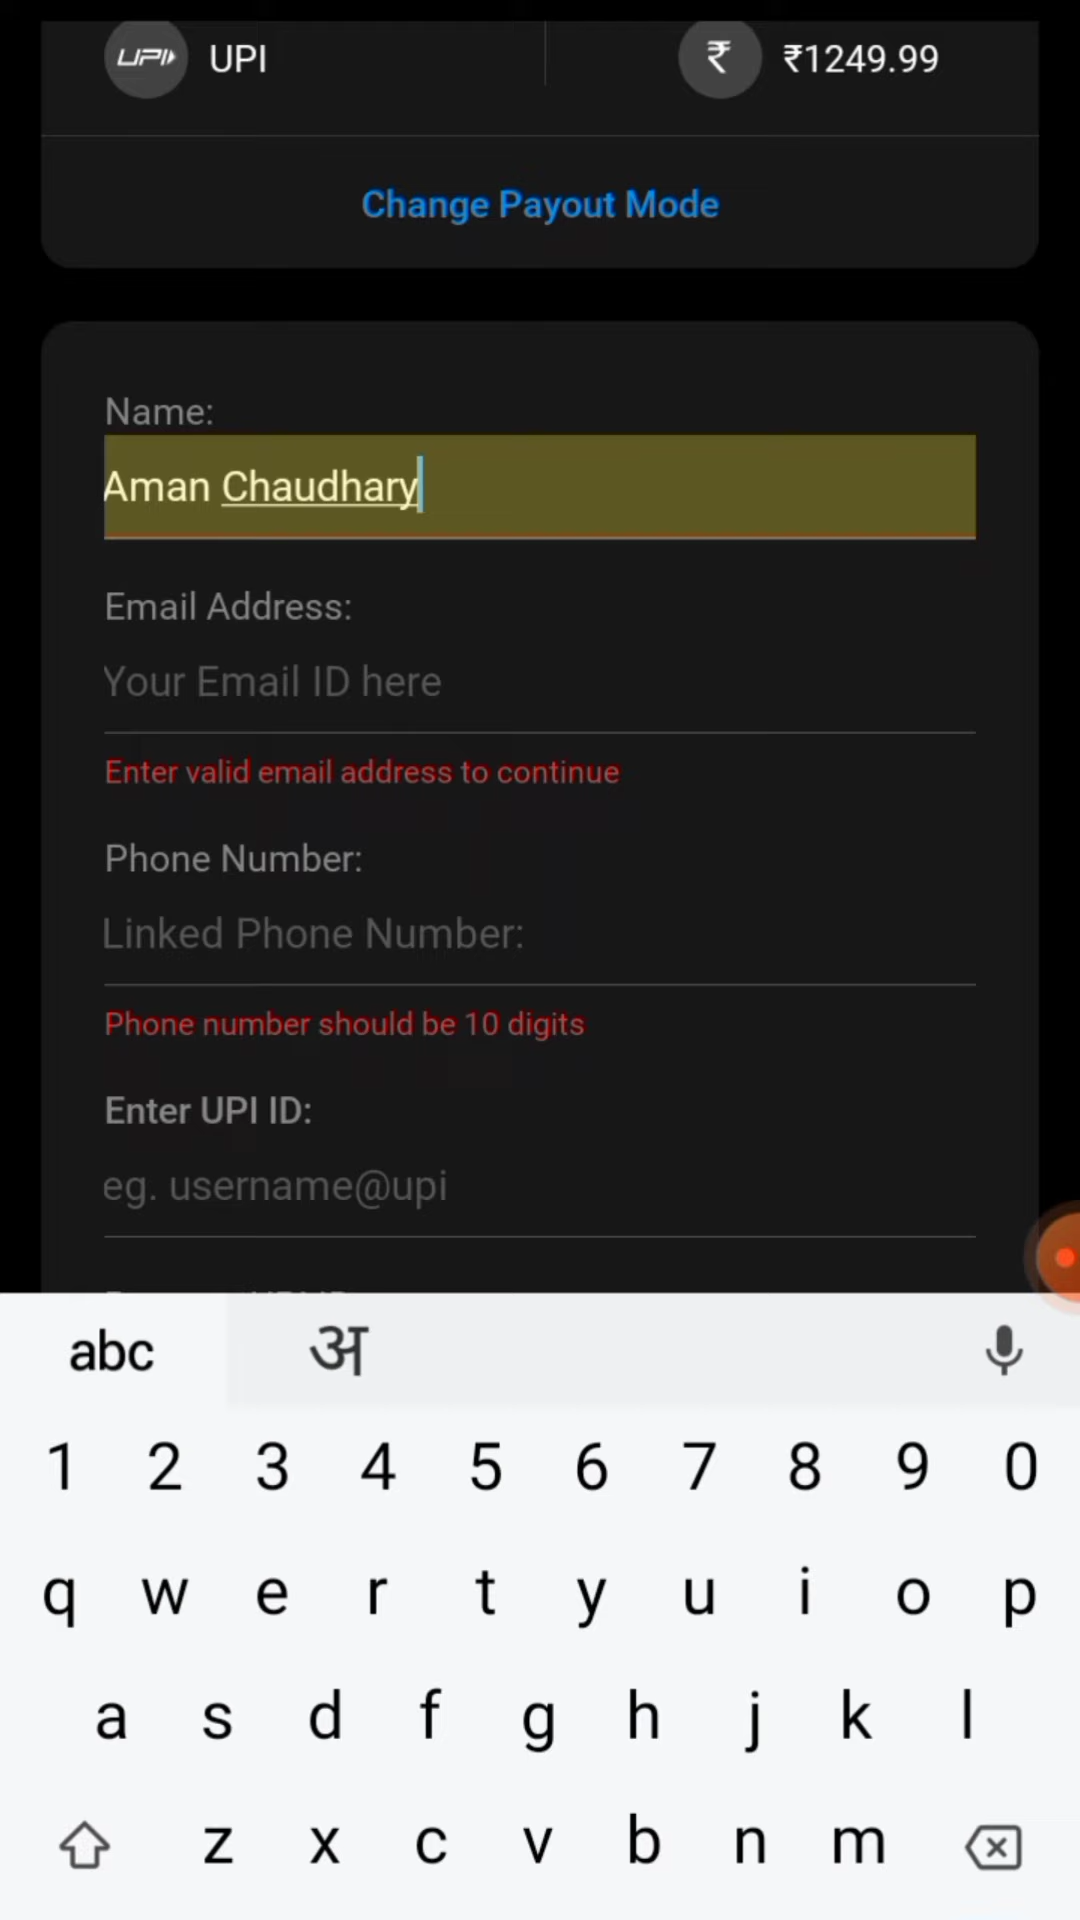 UPI UPI ₹ ₹1249.99
Change Payout Mode
Name:
Aman Chaudhary
Email Address:
Your Email ID here
Enter valid email address to continue
Phone Number:
Linked Phone Number:
Phone number should be 10 digits
Enter UPI ID:
eg. username@upi
abc अ
1 2 3 4 5 6 7 8 9 0
q w e r t y u i o p
a s d f g h j k l
z x c v b n m